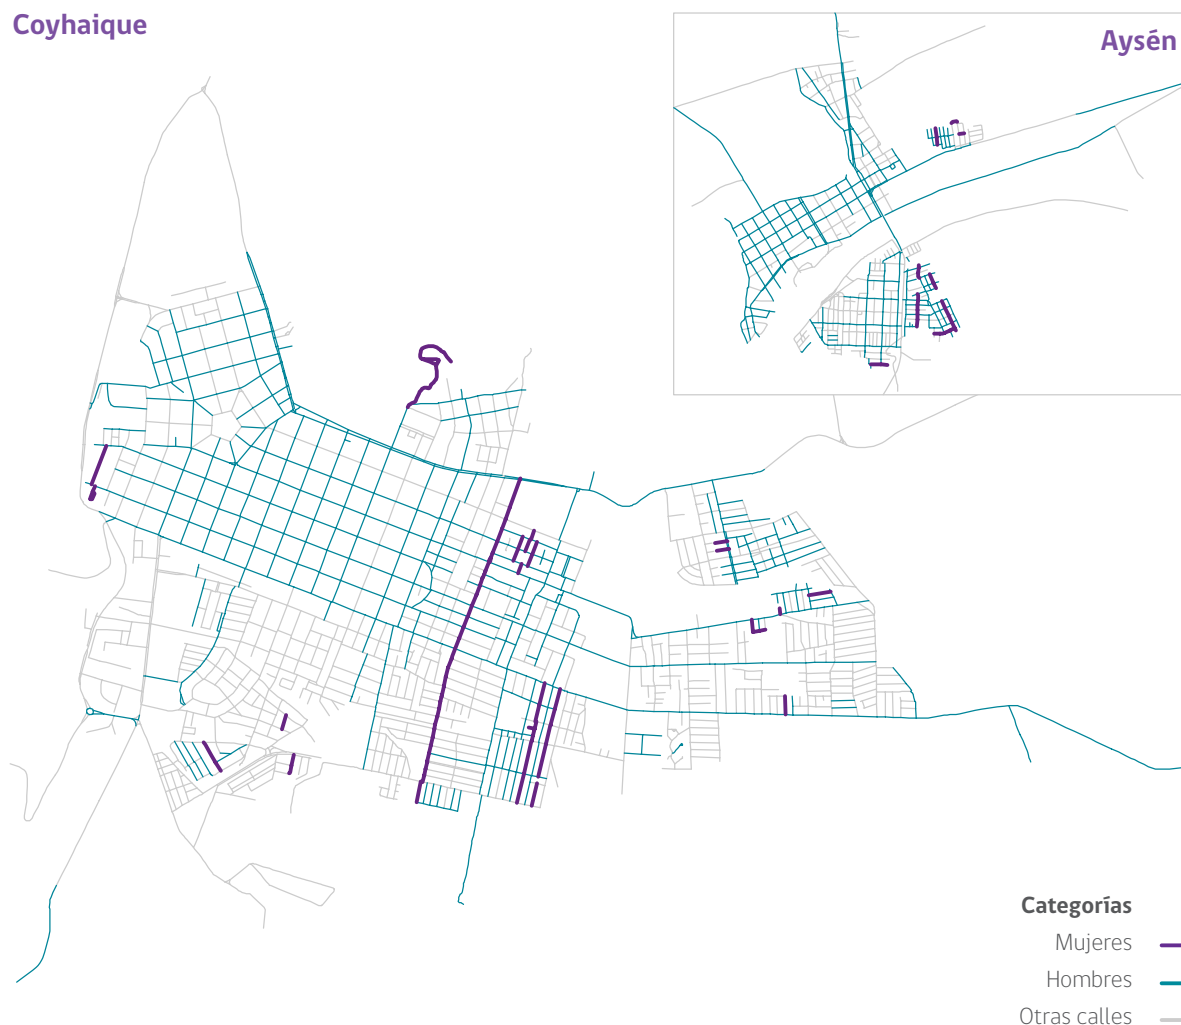 Coyhaique
Aysén
Categorías
Mujeres
Hombres
Otras calles